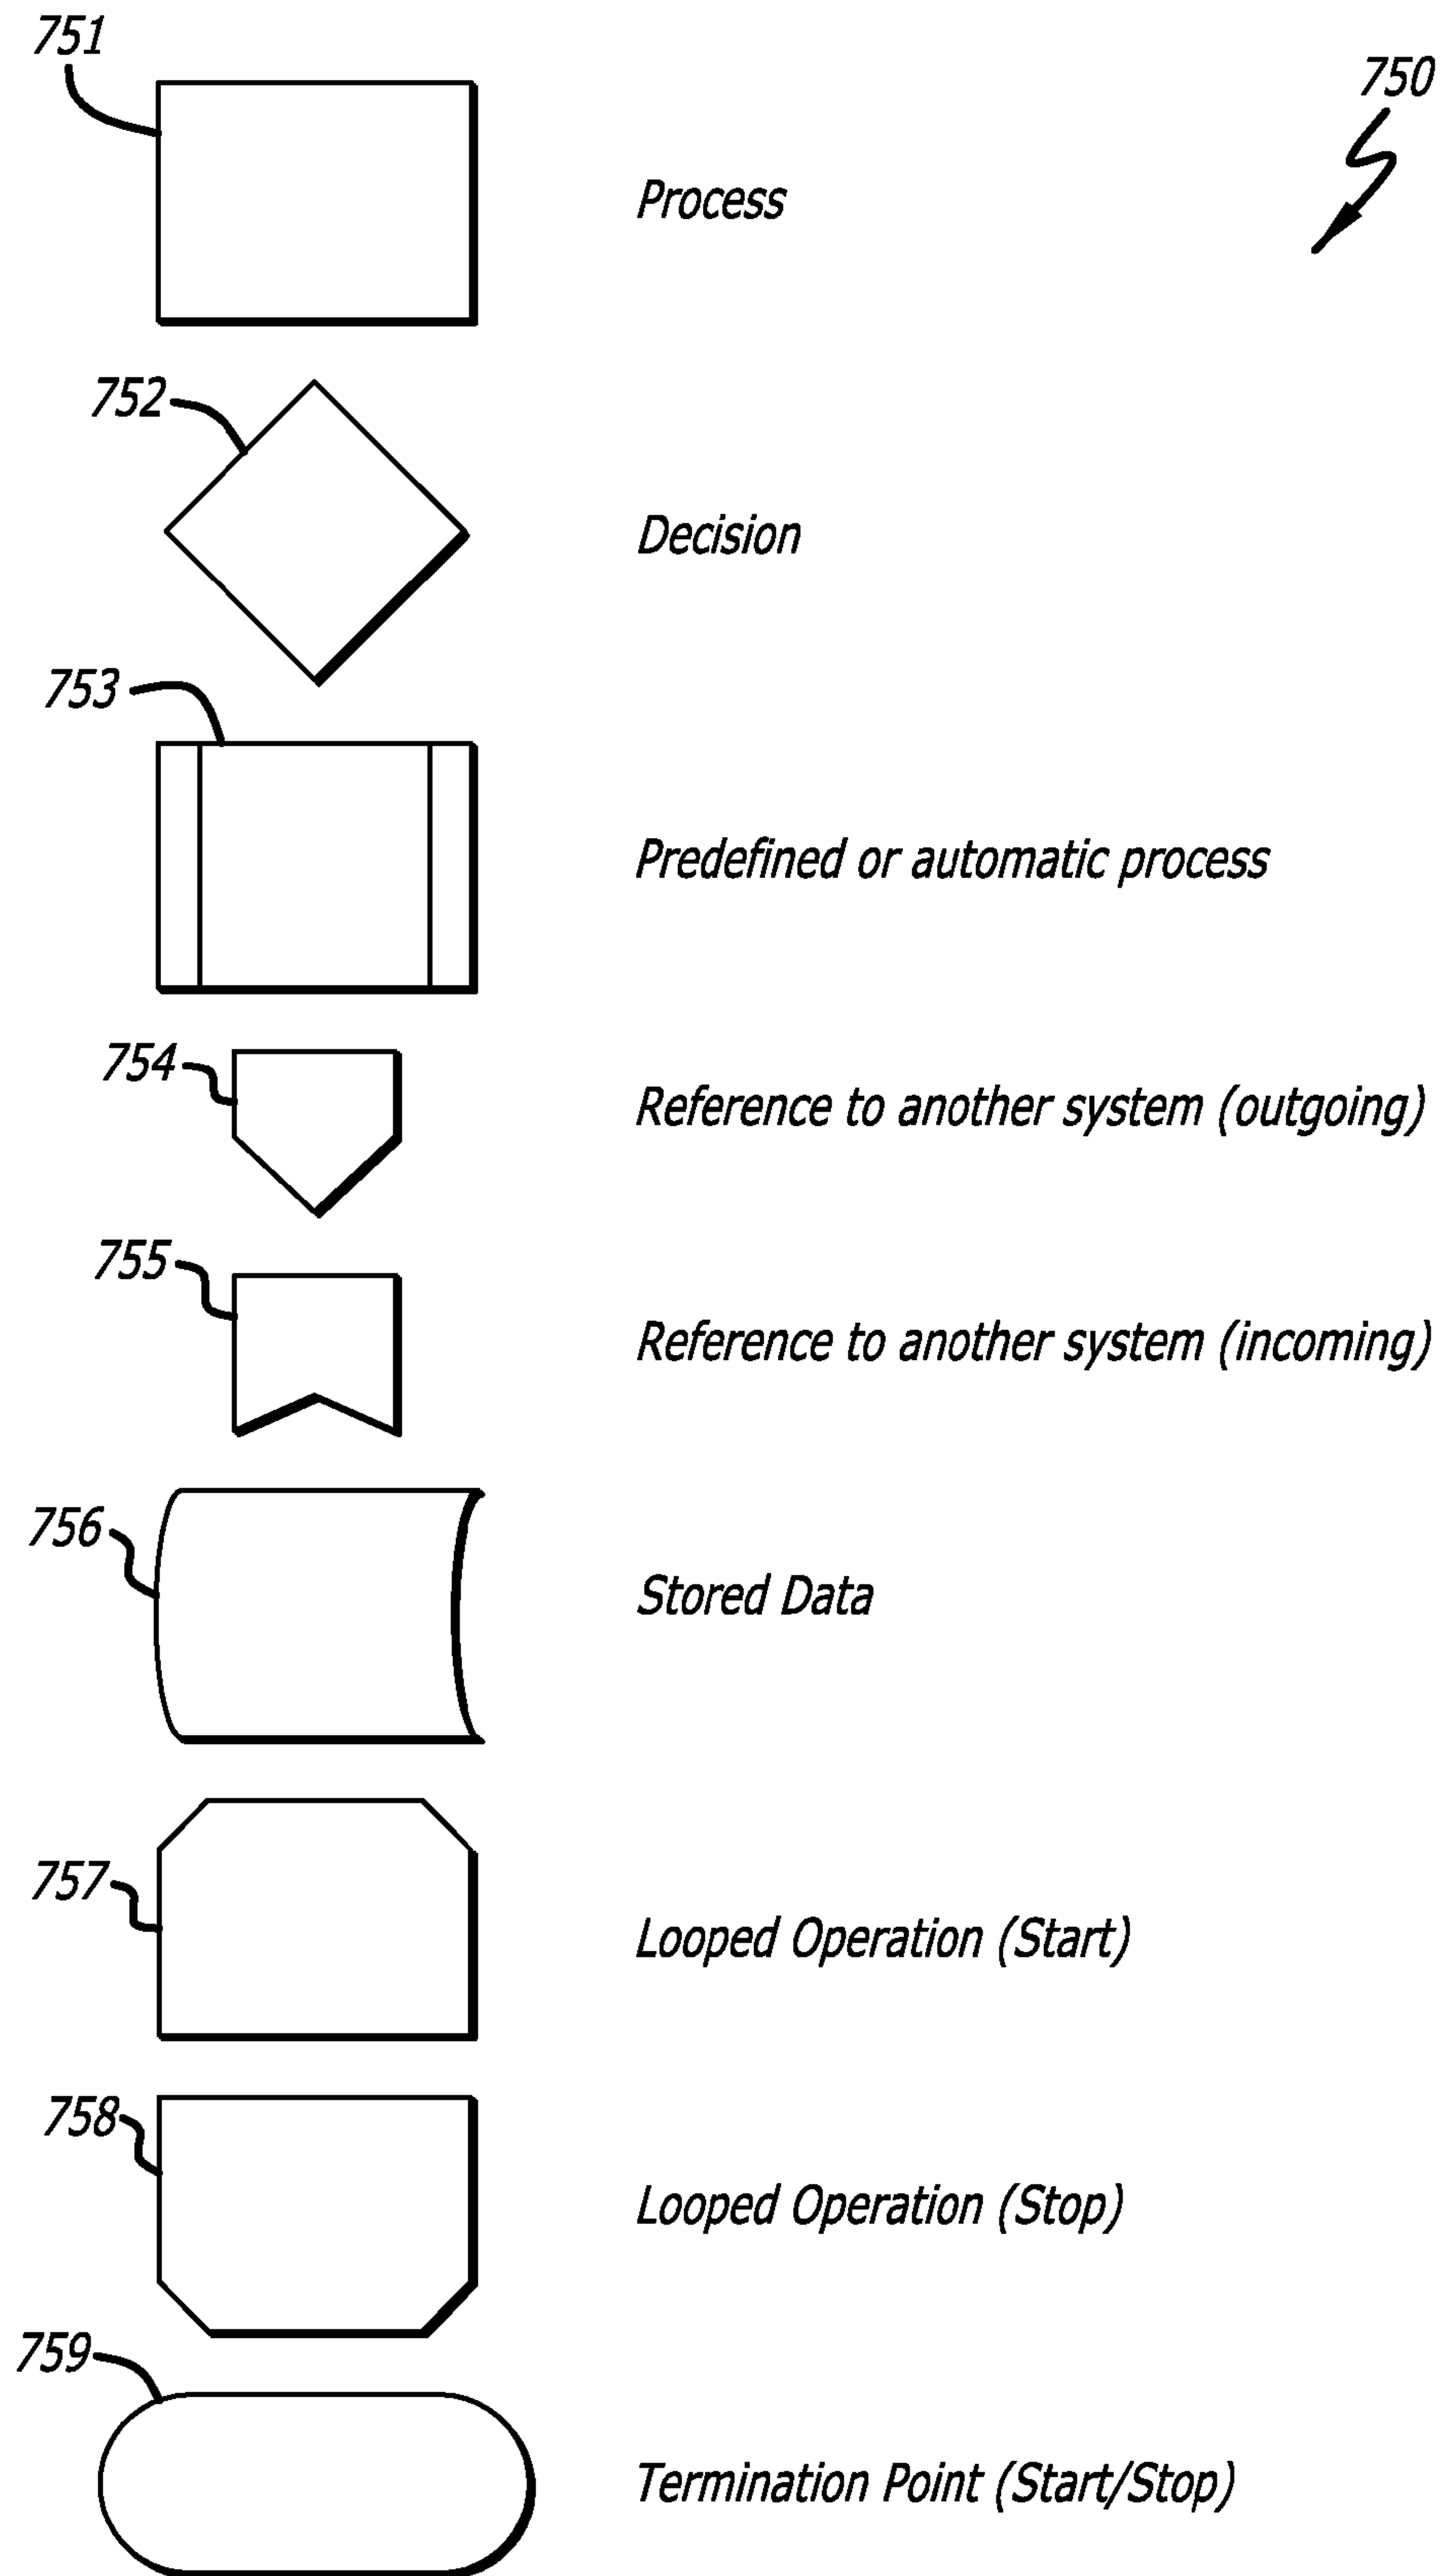 751
750
Process
752
Decision
753
Predefined or automatic process
754
Reference to another system (outgoing)
755
Reference to another system (incoming)
756
Stored Data
757
Looped Operation (Start)
758
Looped Operation (Stop)
759
Termination Point (Start/Stop)